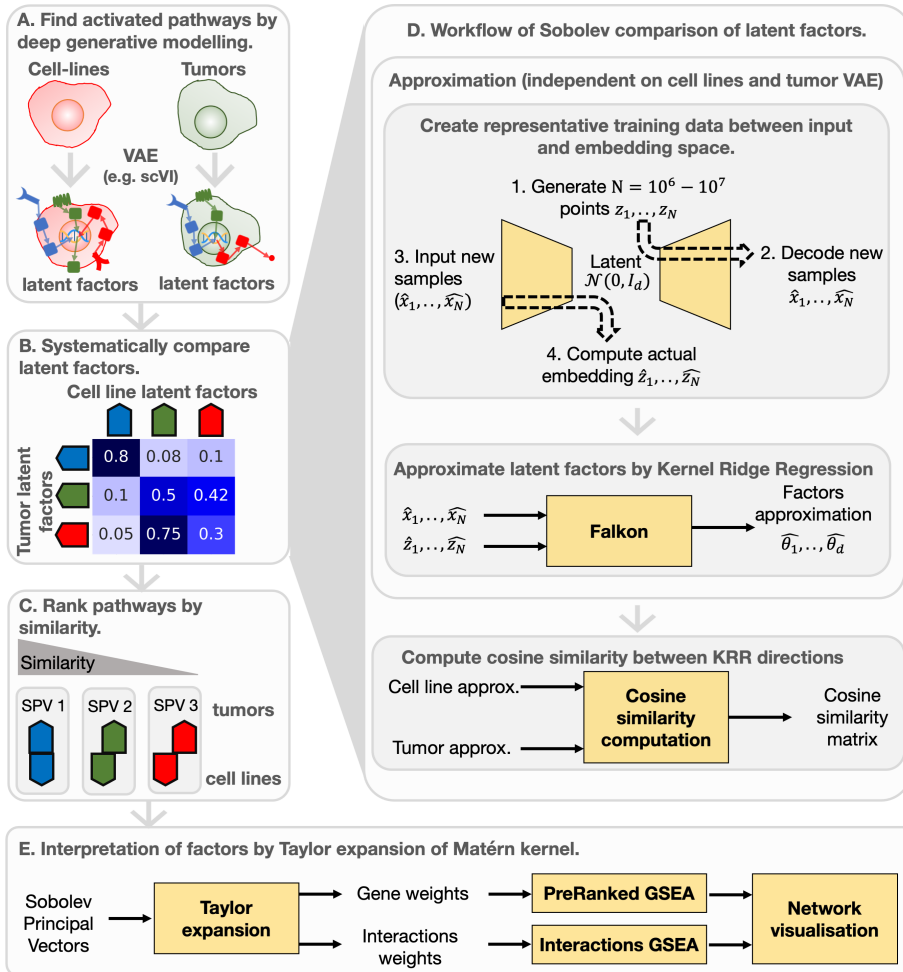 A. Find activated pathways by
deep generative modelling.
Cell-lines
Tumors
VAE
(e.g. scVI)
latent factors
latent factors
B. Systematically compare
latent factors.
Cell line latent factors
Tumor latent
factors
0.8 0.08 0.1
0.1 0.5 0.42
0.05 0.75 0.3
C. Rank pathways by
similarity.
Similarity
SPV 1 SPV 2 SPV 3
tumors
cell lines
D. Workflow of Sobolev comparison of latent factors.
Approximation (independent on cell lines and tumor VAE)
Create representative training data between input
and embedding space.
1. Generate N = 10⁶ − 10⁷
points z₁,..,z_N
2. Decode new
samples
x̂₁,..,x̂_N
3. Input new
samples
(x̂₁,..,x̂_N)
Latent
𝒩(0, I_d)
4. Compute actual
embedding ẑ₁,..,ẑ_N
Approximate latent factors by Kernel Ridge Regression
x̂₁,..,x̂_N
ẑ₁,..,ẑ_N
Falkon
Factors
approximation
θ̂₁,..,θ̂_d
Compute cosine similarity between KRR directions
Cell line approx.
Tumor approx.
Cosine
similarity
computation
Cosine
similarity
matrix
E. Interpretation of factors by Taylor expansion of Matérn kernel.
Sobolev
Principal
Vectors
Taylor
expansion
Gene weights
Interactions
weights
PreRanked GSEA
Interactions GSEA
Network
visualisation